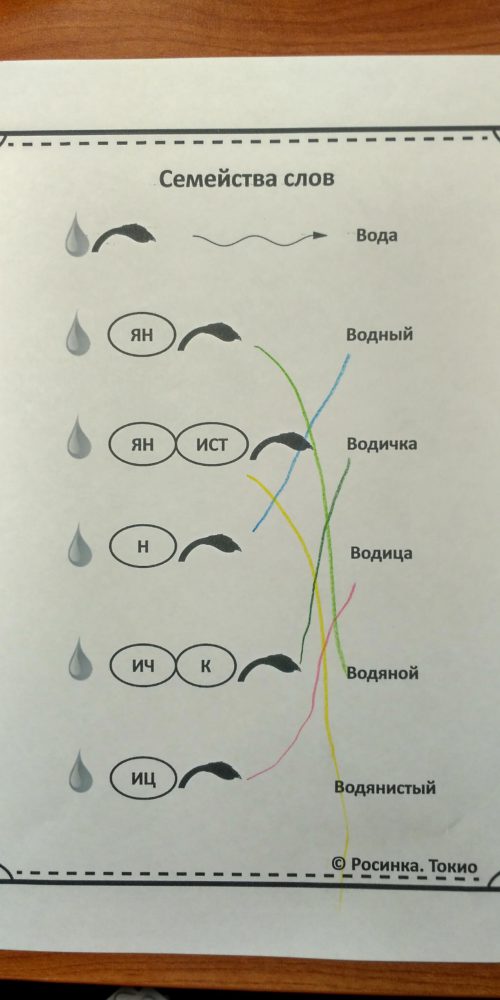 Семейства слов
Вода
ЯН
Водный
ЯН ИСТ
Водичка
Н
Водица
ИЧ К
Водяной
ИЦ
Водянистый
© Росинка. Токио